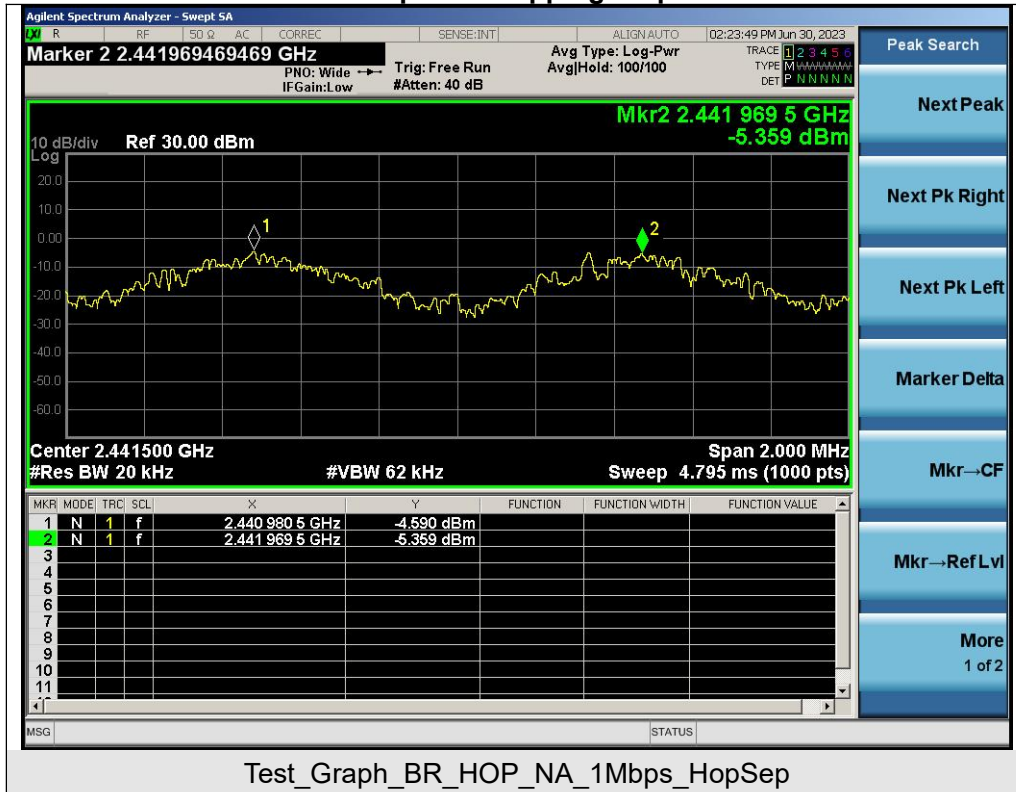 Agilent Spectrum Analyzer - Swept SA
LXI R RF 50 Ω AC CORREC SENSE:INT ALIGN AUTO 02:23:49 PM Jun 30, 2023
Marker 2 2.441969469469 GHz
PNO: Wide
IFGain:Low
Trig: Free Run
#Atten: 40 dB
Avg Type: Log-Pwr
Avg|Hold: 100/100
TRACE 1 2 3 4 5 6
TYPE M WWWWW
DET P N N N N N
Mkr2 2.441 969 5 GHz
-5.359 dBm
10 dB/div Ref 30.00 dBm
Log
20.0
10.0
0.00
-10.0
-20.0
-30.0
-40.0
-50.0
-60.0
1
2
Center 2.441500 GHz Span 2.000 MHz
#Res BW 20 kHz #VBW 62 kHz Sweep 4.795 ms (1000 pts)
MKR MODE TRC SCL X Y FUNCTION FUNCTION WIDTH FUNCTION VALUE
1 N 1 f 2.440 980 5 GHz -4.590 dBm
2 N 1 f 2.441 969 5 GHz -5.359 dBm
3
4
5
6
7
8
9
10
11
MSG STATUS
Peak Search
Next Peak
Next Pk Right
Next Pk Left
Marker Delta
Mkr→CF
Mkr→Ref Lvl
More
1 of 2
Test_Graph_BR_HOP_NA_1Mbps_HopSep